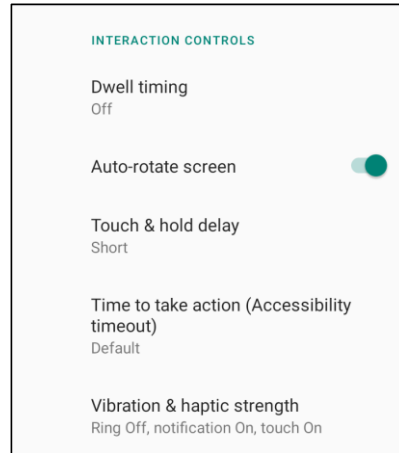 INTERACTION CONTROLS
Dwell timing
Off
Auto-rotate screen
Touch & hold delay
Short
Time to take action (Accessibility
timeout)
Default
Vibration & haptic strength
Ring Off, notification On, touch On